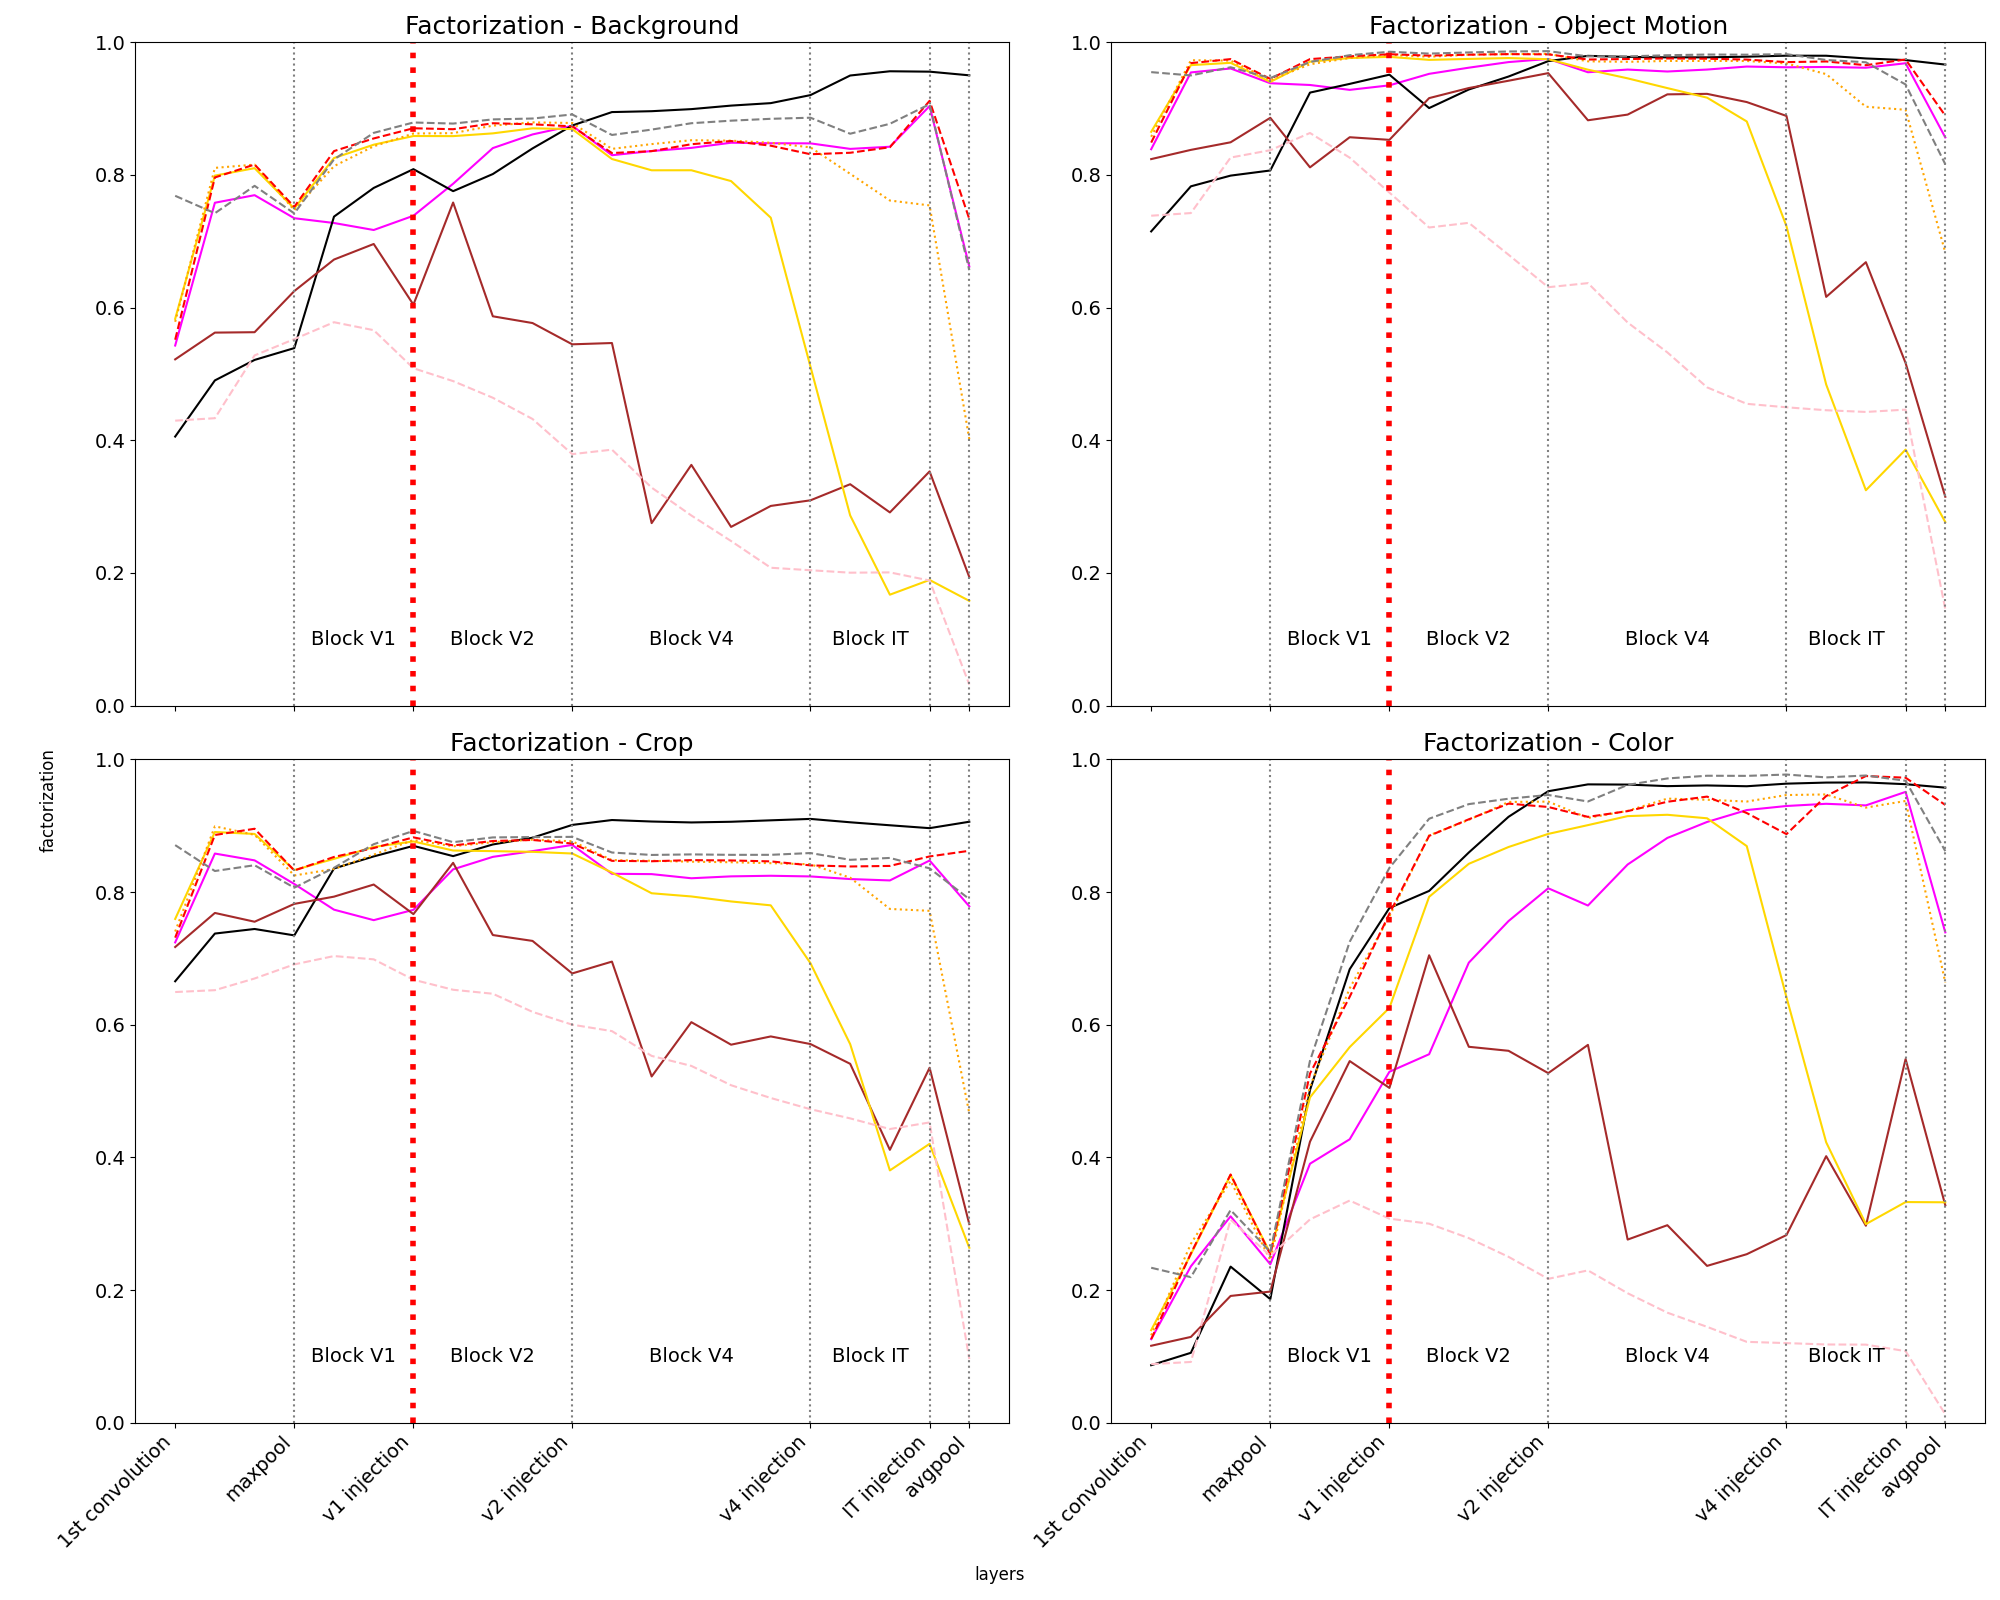 Factorization - Background
1.0
0.8
0.6
0.4
0.2
0.0
Block V1
Block V2
Block V4
Block IT
Factorization - Object Motion
1.0
0.8
0.6
0.4
0.2
0.0
Block V1
Block V2
Block V4
Block IT
factorization
Factorization - Crop
1.0
0.8
0.6
0.4
0.2
0.0
Block V1
Block V2
Block V4
Block IT
1st convolution
maxpool
v1 injection
v2 injection
v4 injection
IT injection
avgpool
Factorization - Color
1.0
0.8
0.6
0.4
0.2
0.0
Block V1
Block V2
Block V4
Block IT
1st convolution
maxpool
v1 injection
v2 injection
v4 injection
IT injection
avgpool
layers